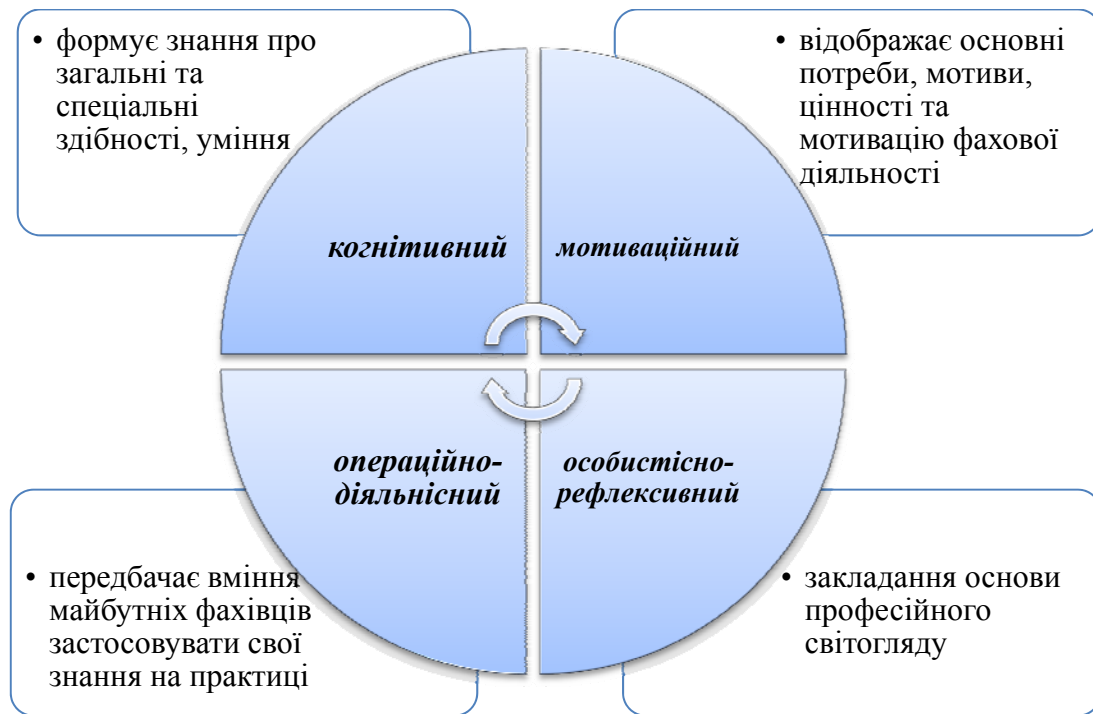 • формує знання про
загальні та
спеціальні
здібності, уміння
• відображає основні
потреби, мотиви,
цінності та
мотивацію фахової
діяльності
когнітивний
мотиваційний
операційно-
діяльнісний
особистісно-
рефлексивний
• передбачає вміння
майбутніх фахівців
застосовувати свої
знання на практиці
• закладання основи
професійного
світогляду